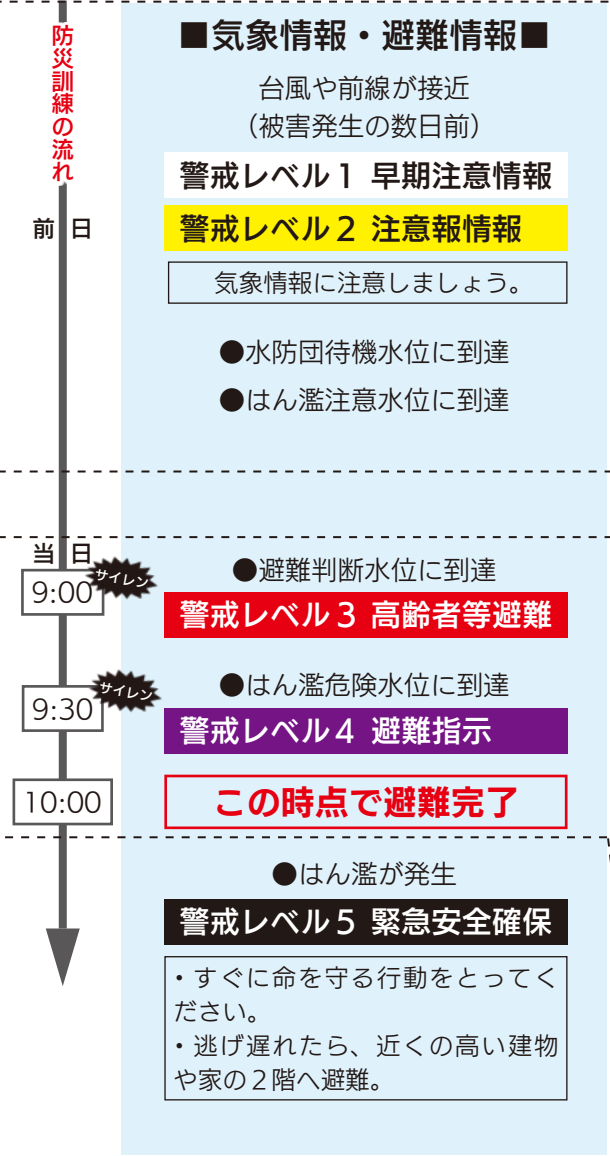 防災訓練の流れ
■気象情報・避難情報■
台風や前線が接近
（被害発生の数日前）
警戒レベル１ 早期注意情報
前日
警戒レベル２ 注意報情報
気象情報に注意しましょう。
●水防団待機水位に到達
●はん濫注意水位に到達
当日
9:00
サイレン
●避難判断水位に到達
警戒レベル３ 高齢者等避難
9:30
サイレン
●はん濫危険水位に到達
警戒レベル４ 避難指示
10:00
この時点で避難完了
●はん濫が発生
警戒レベル５ 緊急安全確保
・すぐに命を守る行動をとってく
ださい。
・逃げ遅れたら、近くの高い建物
や家の２階へ避難。